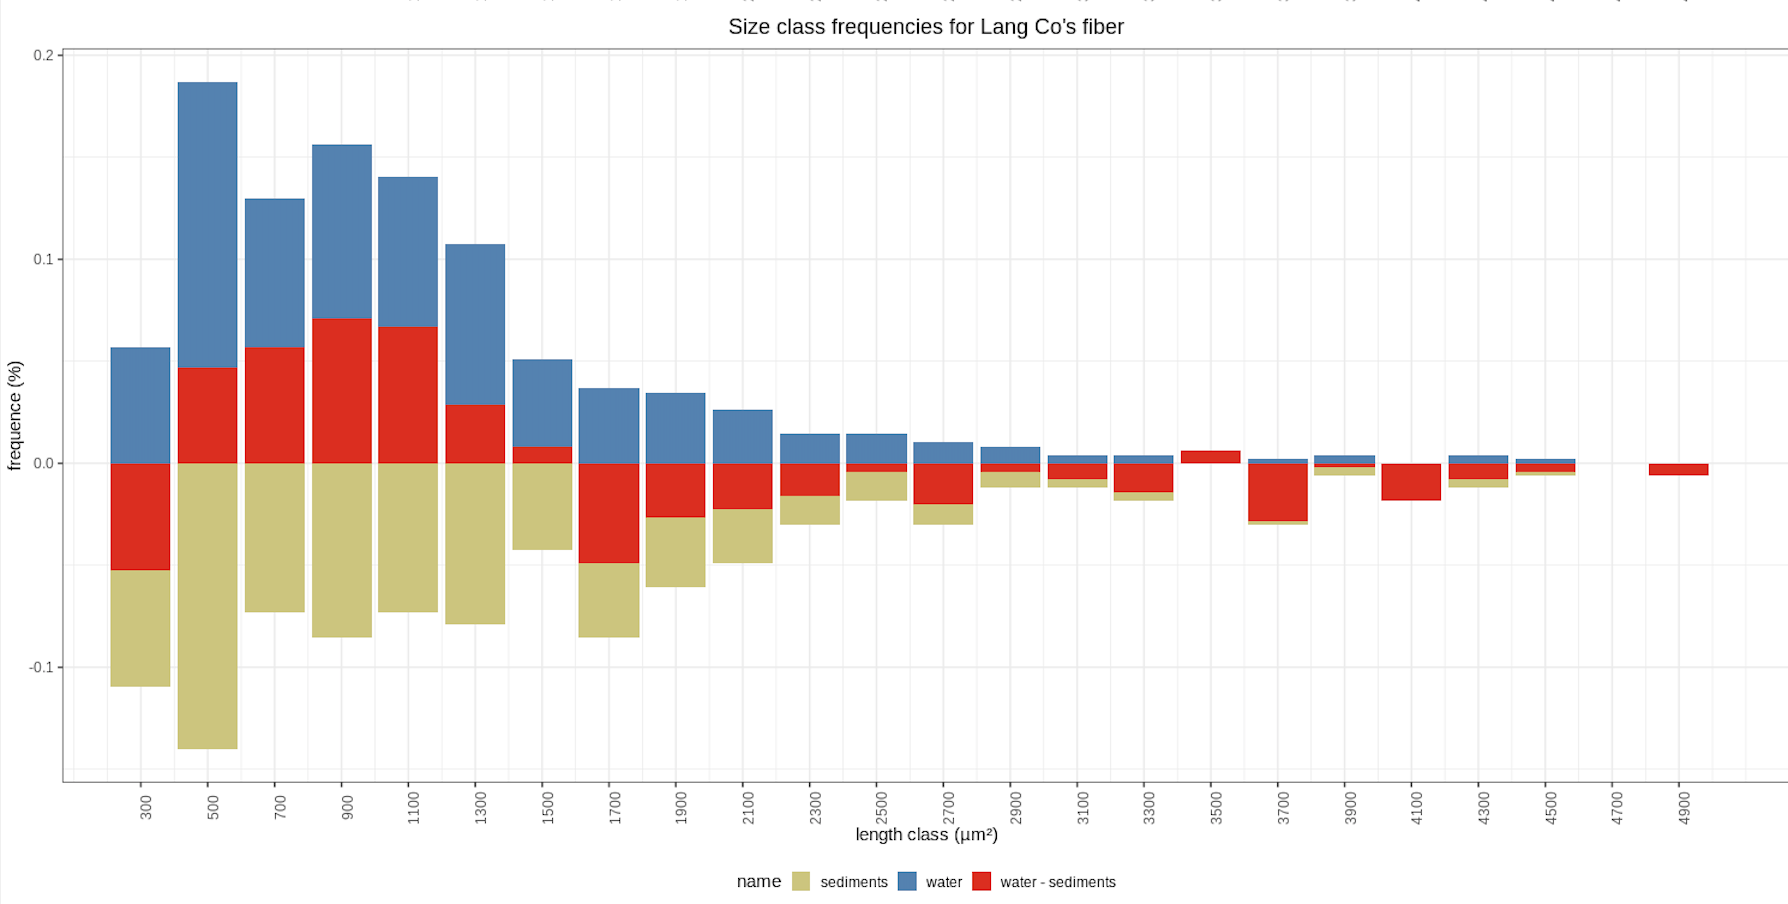 Size class frequencies for Lang Co's fiber
frequence (%)
0.2
0.1
0.0
-0.1
300 500 700 900 1100 1300 1500 1700 1900 2100 2300 2500 2700 2900 3100 3300 3500 3700 3900 4100 4300 4500 4700 4900
length class (µm²)
name sediments water water - sediments